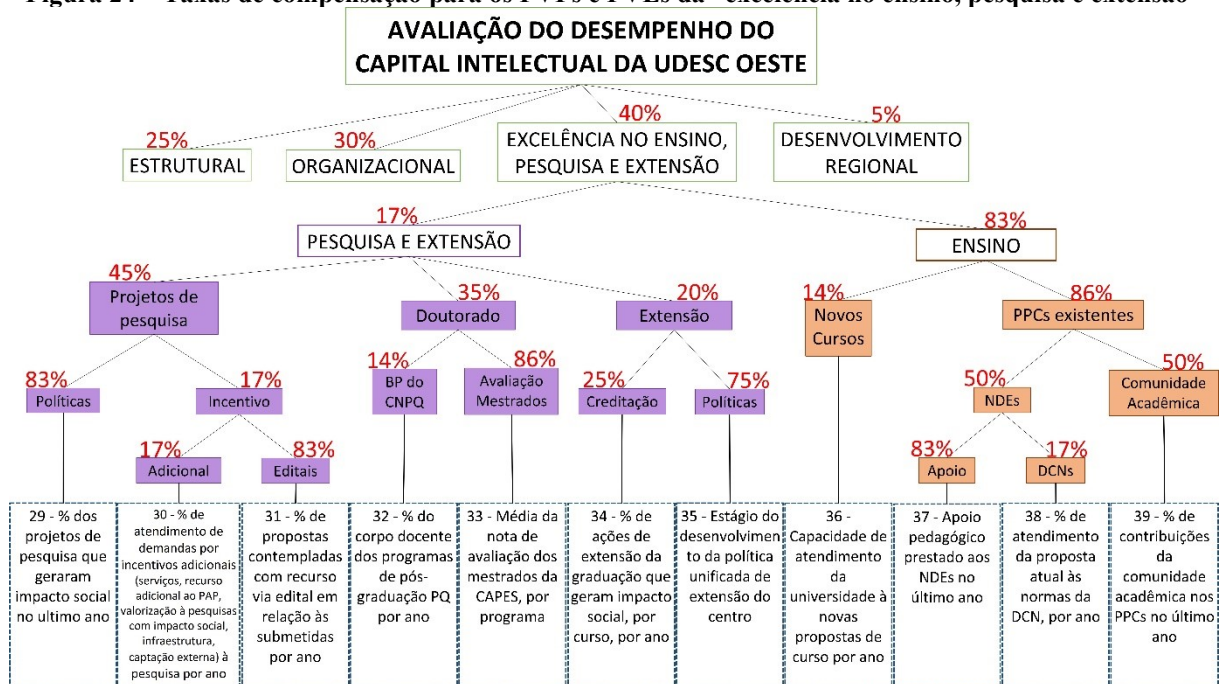 Figura 24 – Taxas de compensação para os PVFs e PVEs da "excelência no ensino, pesquisa e extensão"
AVALIAÇÃO DO DESEMPENHO DO
CAPITAL INTELECTUAL DA UDESC OESTE
25%
ESTRUTURAL
30%
ORGANIZACIONAL
40%
EXCELÊNCIA NO ENSINO,
PESQUISA E EXTENSÃO
5%
DESENVOLVIMENTO
REGIONAL
17%
PESQUISA E EXTENSÃO
83%
ENSINO
45%
Projetos de
pesquisa
35%
Doutorado
20%
Extensão
14%
Novos
Cursos
86%
PPCs existentes
83%
Políticas
17%
Incentivo
14%
BP do
CNPQ
86%
Avaliação
Mestrados
25%
Creditação
75%
Políticas
50%
NDEs
50%
Comunidade
Acadêmica
17%
Adicional
83%
Editais
83%
Apoio
17%
DCNs
29 - % dos
projetos de
pesquisa que
geraram
impacto social
no ultimo ano
30 - % de
atendimento de
demandas por
incentivos adicionais
(serviços, recurso
adicional ao PAP,
valorização à pesquisas
com impacto social,
infraestrutura,
captação externa) à
pesquisa por ano
31 - % de
propostas
contempladas
com recurso
via edital em
relação às
submetidas
por ano
32 - % do
corpo docente
dos programas
de pós-
graduação PQ
por ano
33 - Média da
nota de
avaliação dos
mestrados da
CAPES, por
programa
34 - % de
ações de
extensão da
graduação que
geram impacto
social, por
curso, por ano
35 - Estágio do
desenvolvimen
to da política
unificada de
extensão do
centro
36 -
Capacidade de
atendimento
da
universidade à
novas
propostas de
curso por ano
37 - Apoio
pedagógico
prestado aos
NDEs no
último ano
38 - % de
atendimento
da proposta
atual às
normas da
DCN, por ano
39 - % de
contribuições
da
comunidade
acadêmica nos
PPCs no último
ano